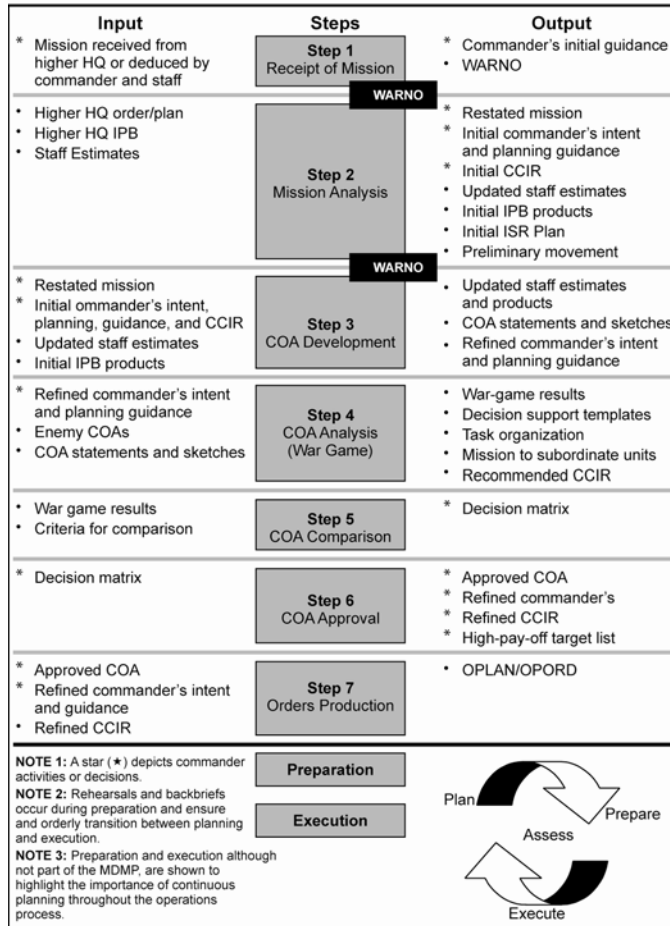 Input
Steps
Output
* Mission received from
higher HQ or deduced by
commander and staff
Step 1
Receipt of Mission
* Commander's initial guidance
• WARNO
WARNO
• Higher HQ order/plan
• Higher HQ IPB
• Staff Estimates
Step 2
Mission Analysis
* Restated mission
* Initial commander's intent
and planning guidance
* Initial CCIR
• Updated staff estimates
• Initial IPB products
• Initial ISR Plan
• Preliminary movement
WARNO
* Restated mission
* Initial ommander's intent,
planning, guidance, and CCIR
• Updated staff estimates
• Initial IPB products
Step 3
COA Development
• Updated staff estimates
and products
• COA statements and sketches
• Refined commander's intent
and planning guidance
* Refined commander's intent
and planning guidance
• Enemy COAs
• COA statements and sketches
Step 4
COA Analysis
(War Game)
• War-game results
• Decision support templates
• Task organization
• Mission to subordinate units
• Recommended CCIR
• War game results
• Criteria for comparison
Step 5
COA Comparison
* Decision matrix
* Decision matrix
Step 6
COA Approval
* Approved COA
* Refined commander's
* Refined CCIR
* High-pay-off target list
* Approved COA
* Refined commander's intent
and guidance
• Refined CCIR
Step 7
Orders Production
• OPLAN/OPORD
NOTE 1: A star (★) depicts commander
activities or decisions.
NOTE 2: Rehearsals and backbriefs
occur during preparation and ensure
and orderly transition between planning
and execution.
NOTE 3: Preparation and execution although
not part of the MDMP, are shown to
highlight the importance of continuous
planning throughout the operations
process.
Preparation
Execution
Plan
Prepare
Assess
Execute